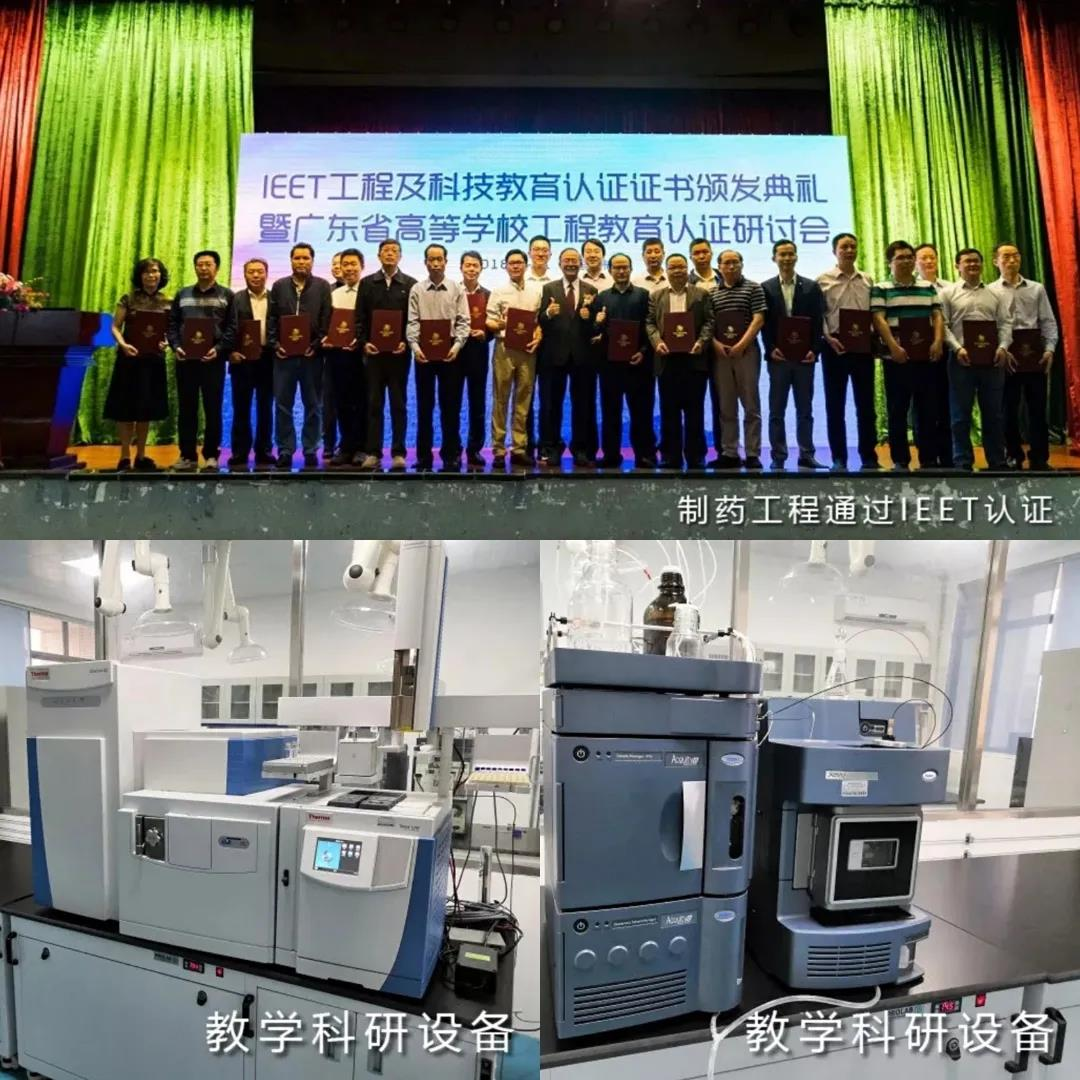 IEET工程及科技教育认证证书颁发典礼
暨广东省高等学校工程教育认证研讨会
制药工程通过IEET认证
Thermo
Thermo
Acquity
Acquity
教学科研设备
教学科研设备